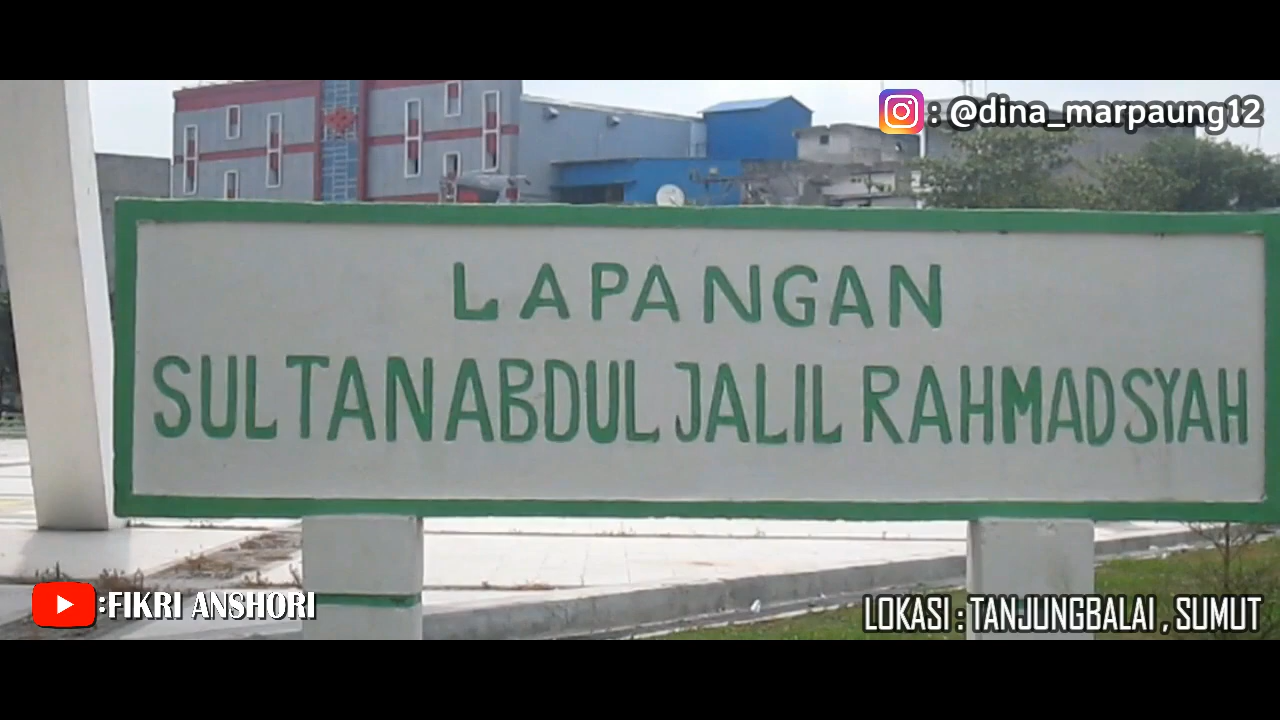 : @dina_marpaung12
LAPANGAN
SULTAN ABDUL JALIL RAHMADSYAH
:FIKRI ANSHORI
LOKASI : TANJUNGBALAI , SUMUT